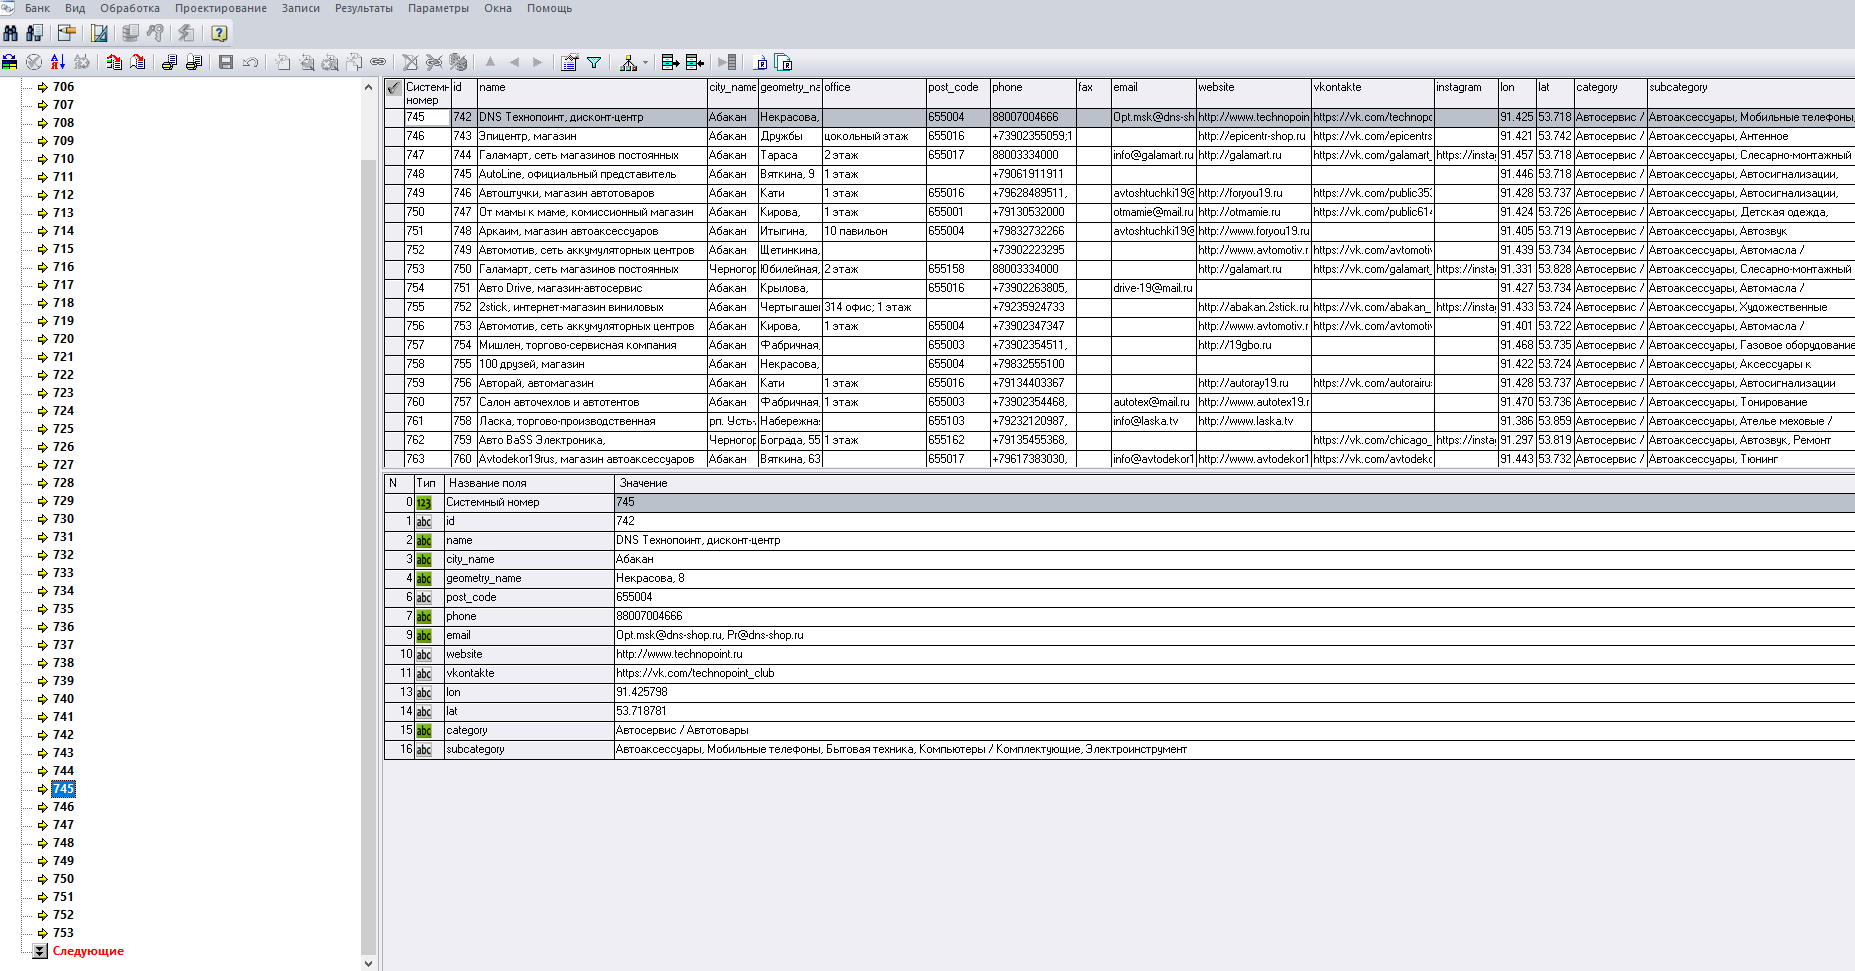 Банк Вид Обработка Проектирование Записи Результаты Параметры Окна Помощь
706
707
708
709
710
711
712
713
714
715
716
717
718
719
720
721
722
723
724
725
726
727
728
729
730
731
732
733
734
735
736
737
738
739
740
741
742
743
744
745
746
747
748
749
750
751
752
753
Следующие
Системн номер id name city_name geometry_na office post_code phone fax email website vkontakte instagram lon lat category subcategory
745 742 DNS Технопоинт, дисконт-центр Абакан Некрасова, 655004 88007004666 Opt.msk@dns-sh http://www.technopoin https://vk.com/technopo 91.425 53.718 Автосервис / Автоаксессуары, Мобильные телефоны,
746 743 Эпицентр, магазин Абакан Дружбы цокольный этаж 655016 +73902355059;1 http://epicentr-shop.ru https://vk.com/epicentrs 91.421 53.742 Автосервис / Автоаксессуары, Антенное
747 744 Галамарт, сеть магазинов постоянных Абакан Тараса 2 этаж 655017 88003334000 info@galamart.ru http://galamart.ru https://vk.com/galamart_ https://insta 91.457 53.718 Автосервис / Автоаксессуары, Слесарно-монтажный
748 745 AutoLine, официальный представитель Абакан Вяткина, 9 1 этаж +79061911911 91.446 53.718 Автосервис / Автоаксессуары, Автосигнализации,
749 746 Автоштучки, магазин автотоваров Абакан Кати 1 этаж 655016 +79628489511, avtoshtuchki19@ http://foryou19.ru https://vk.com/public35 91.428 53.737 Автосервис / Автоаксессуары, Автосигнализации,
750 747 От мамы к маме, комиссионный магазин Абакан Кирова, 1 этаж 655001 +79130532000 otmamie@mail.ru http://otmamie.ru https://vk.com/public61 91.424 53.726 Автосервис / Автоаксессуары, Детская одежда,
751 748 Аркаим, магазин автоаксессуаров Абакан Итыгина, 10 павильон 655004 +79832732266 avtoshtuchki19@ http://www.foryou19.ru 91.405 53.719 Автосервис / Автоаксессуары, Автозвук
752 749 Автомотив, сеть аккумуляторных центров Абакан Щетинкина, +73902223295 http://www.avtomotiv.r https://vk.com/avtomoti 91.439 53.734 Автосервис / Автоаксессуары, Автомасла /
753 750 Галамарт, сеть магазинов постоянных Черногор Юбилейная, 2 этаж 655158 88003334000 http://galamart.ru https://vk.com/galamart_ https://insta 91.331 53.828 Автосервис / Автоаксессуары, Слесарно-монтажный
754 751 Авто Drive, магазин-автосервис Абакан Крылова, 655016 +73902263805, drive-19@mail.ru 91.427 53.734 Автосервис / Автоаксессуары, Автомасла /
755 752 2stick, интернет-магазин виниловых Абакан Чертыгаше 314 офис; 1 этаж +79235924733 http://abakan.2stick.ru https://vk.com/abakan_ https://insta 91.433 53.724 Автосервис / Автоаксессуары, Художественные
756 753 Автомотив, сеть аккумуляторных центров Абакан Кирова, 1 этаж 655004 +73902347347 http://www.avtomotiv.r https://vk.com/avtomoti 91.401 53.722 Автосервис / Автоаксессуары, Автомасла /
757 754 Мишлен, торгово-сервисная компания Абакан Фабричная, 655003 +73902354511, http://19gbo.ru 91.468 53.735 Автосервис / Автоаксессуары, Газовое оборудование
758 755 100 друзей, магазин Абакан Некрасова, 655004 +79832555100 91.422 53.724 Автосервис / Автоаксессуары, Аксессуары к
759 756 Авторай, автомагазин Абакан Кати 1 этаж 655016 +79134403367 http://autoray19.ru https://vk.com/autorairu 91.428 53.737 Автосервис / Автоаксессуары, Автосигнализации
760 757 Салон авточехлов и автотентов Абакан Фабричная, 1 этаж 655003 +73902354468, autotex@mail.ru http://www.autotex19.r 91.470 53.736 Автосервис / Автоаксессуары, Тонирование
761 758 Ласка, торгово-производственная рп. Усть- Набережна 655103 +79232120987, info@laska.tv http://www.laska.tv 91.386 53.859 Автосервис / Автоаксессуары, Ателье меховые /
762 759 Авто BaSS Электроника, Черногор Бограда, 55 1 этаж 655162 +79135455368, https://vk.com/chicago_ https://insta 91.297 53.819 Автосервис / Автоаксессуары, Автозвук, Ремонт
763 760 Avtodekor19rus, магазин автоаксессуаров Абакан Вяткина, 63 655017 +79617383030, info@avtodekor1 http://www.avtodekor1 https://vk.com/avtodek 91.443 53.732 Автосервис / Автоаксессуары, Тюнинг
N Тип Название поля Значение
0 123 Системный номер 745
1 abc id 742
2 abc name DNS Технопоинт, дисконт-центр
3 abc city_name Абакан
4 abc geometry_name Некрасова, 8
6 abc post_code 655004
7 abc phone 88007004666
9 abc email Opt.msk@dns-shop.ru, Pr@dns-shop.ru
10 abc website http://www.technopoint.ru
11 abc vkontakte https://vk.com/technopoint_club
13 abc lon 91.425798
14 abc lat 53.718781
15 abc category Автосервис / Автотовары
16 abc subcategory Автоаксессуары, Мобильные телефоны, Бытовая техника, Компьютеры / Комплектующие, Электроинструмент